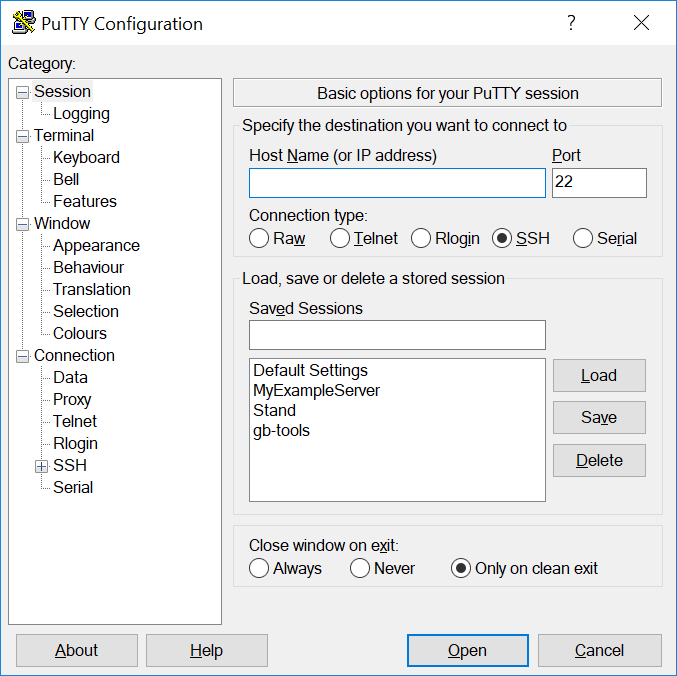 PuTTY Configuration
?
Category:
Session
Logging
Terminal
Keyboard
Bell
Features
Window
Appearance
Behaviour
Translation
Selection
Colours
Connection
Data
Proxy
Telnet
Rlogin
SSH
Serial
Basic options for your PuTTY session
Specify the destination you want to connect to
Host Name (or IP address) Port
22
Connection type:
Raw Telnet Rlogin SSH Serial
Load, save or delete a stored session
Saved Sessions
Default Settings
MyExampleServer
Stand
gb-tools
Load
Save
Delete
Close window on exit:
Always Never Only on clean exit
About Help Open Cancel